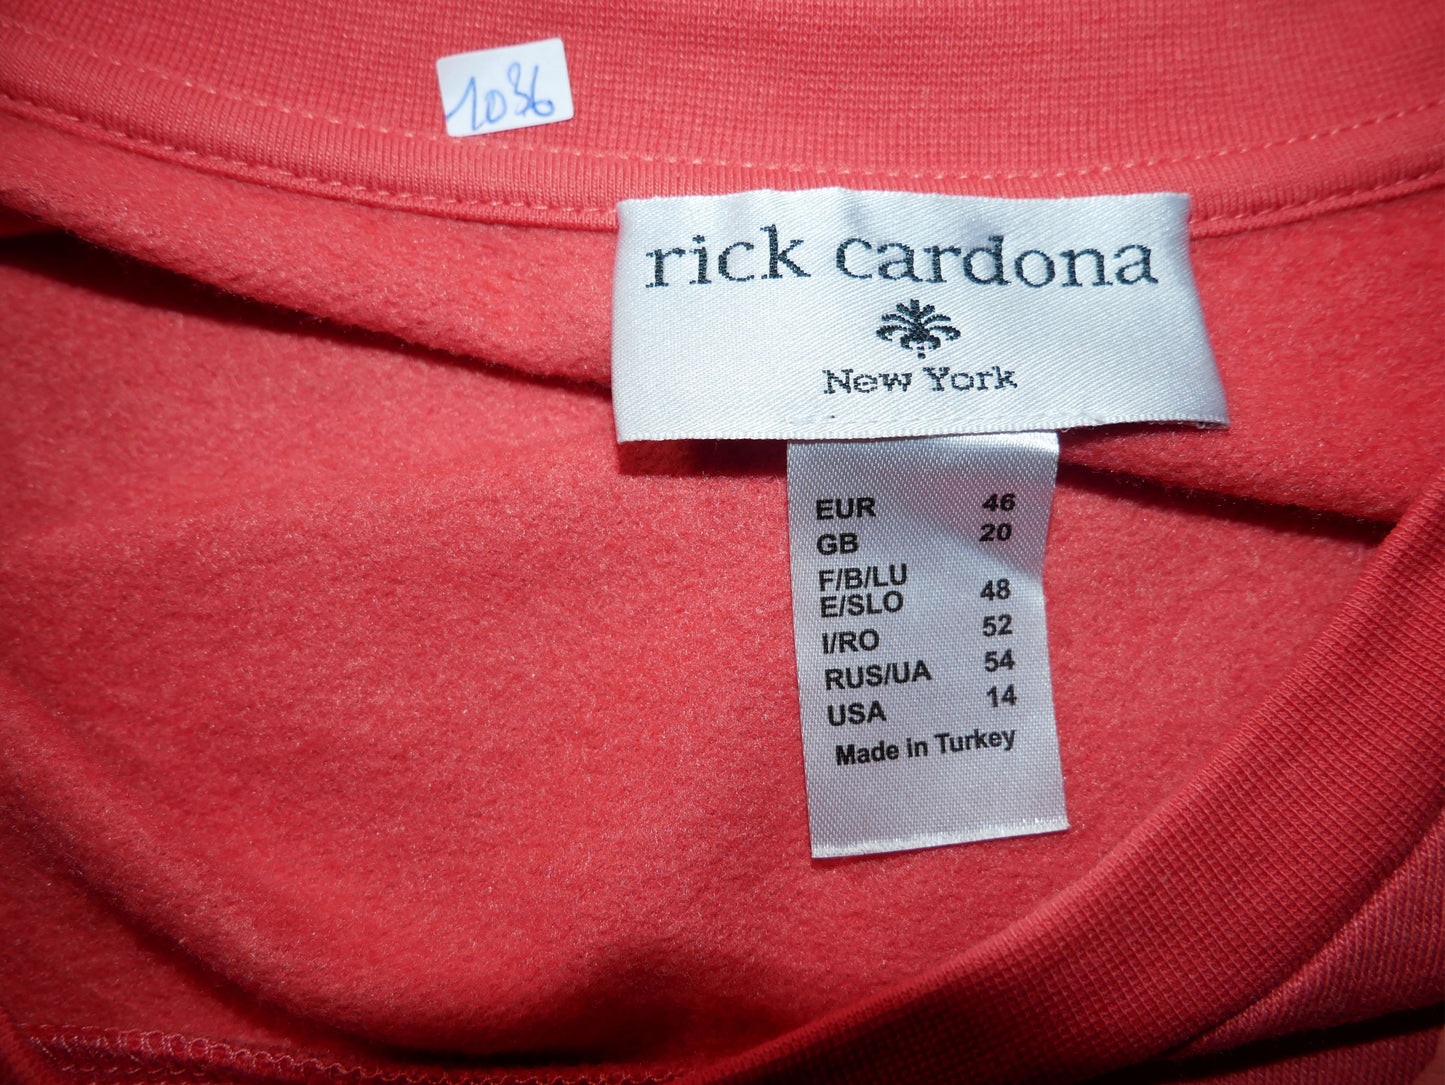 1036
rick cardona
New York
EUR 46
GB 20
F/B/LU
E/SLO 48
I/RO 52
RUS/UA 54
USA 14
Made in Turkey